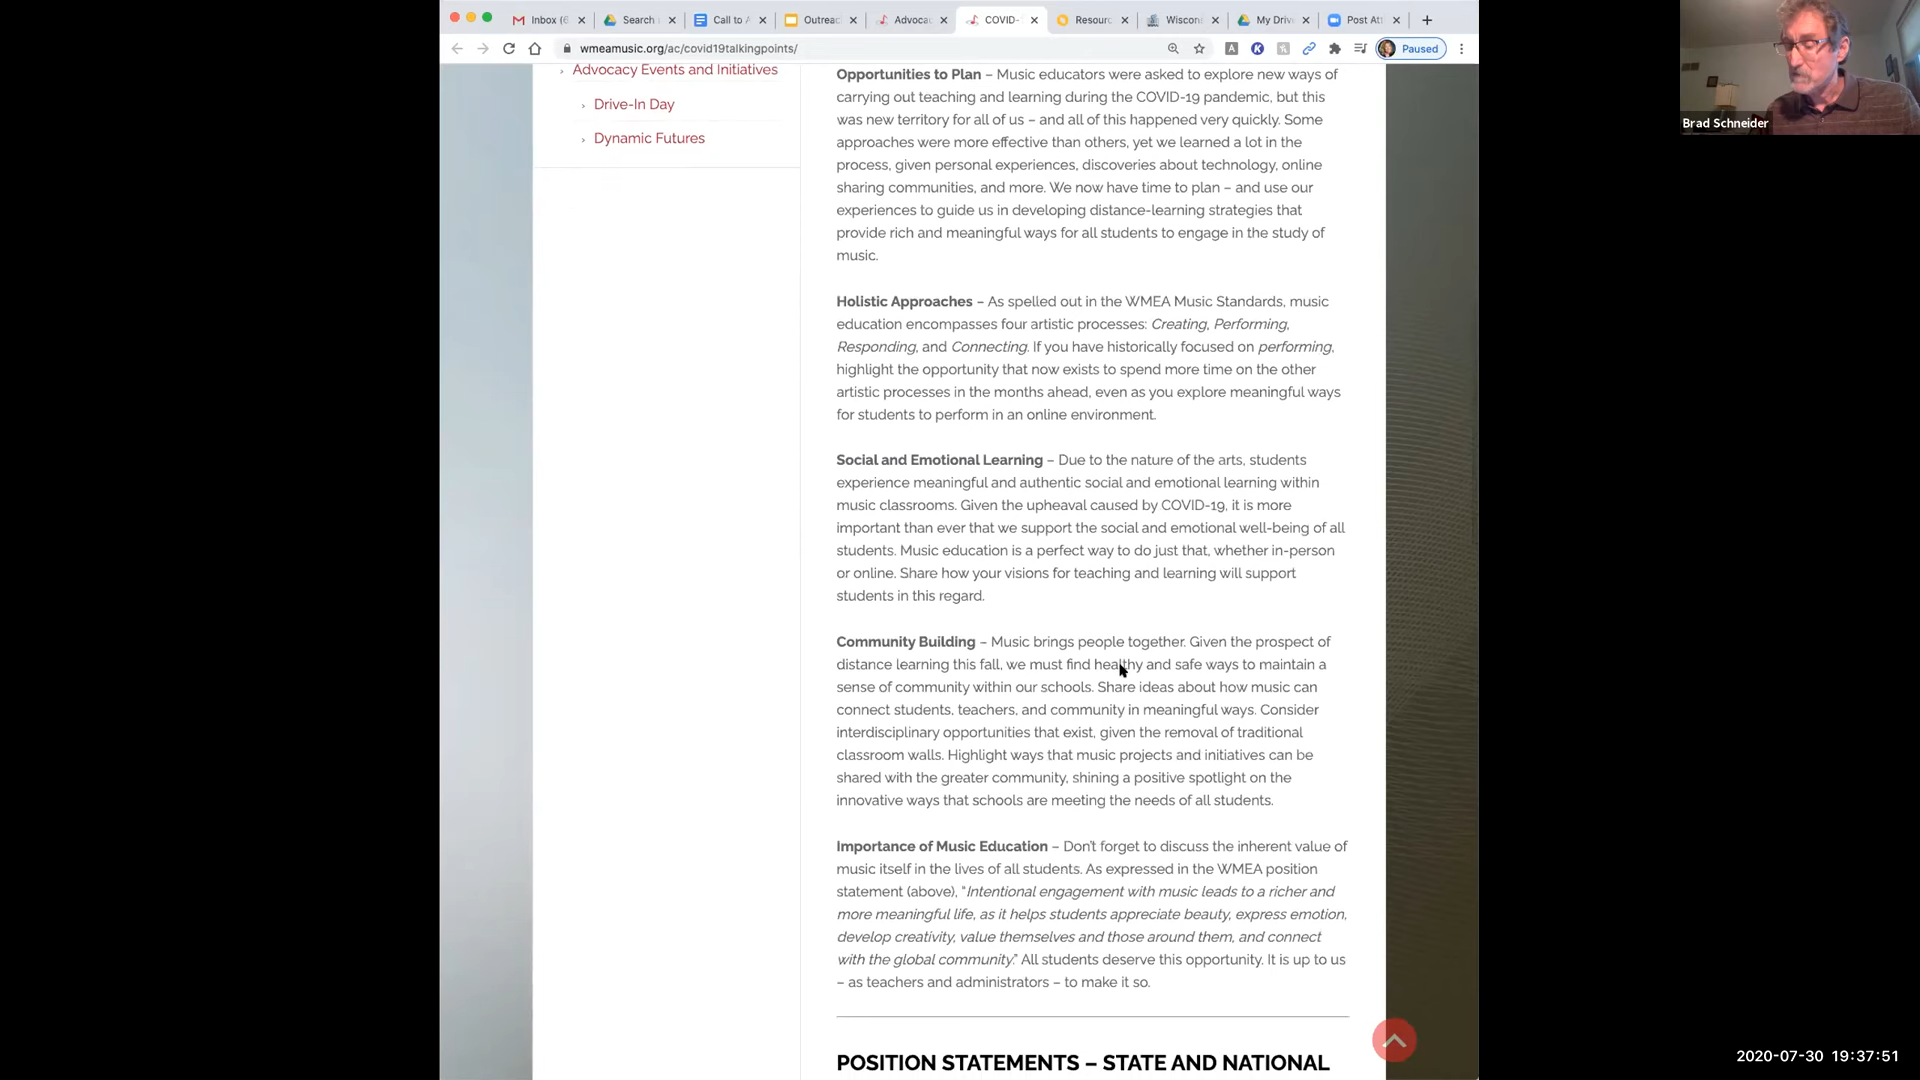 Inbox (6
Search
Call to A
Outreac
Advocac
COVID-
Resourc
Wiscon
My Driv
Post Att
wmeamusic.org/ac/covid19talkingpoints/
Paused
Brad Schneider
Advocacy Events and Initiatives
Drive-In Day
Dynamic Futures
Opportunities to Plan – Music educators were asked to explore new ways of
carrying out teaching and learning during the COVID-19 pandemic, but this
was new territory for all of us – and all of this happened very quickly. Some
approaches were more effective than others, yet we learned a lot in the
process, given personal experiences, discoveries about technology, online
sharing communities, and more. We now have time to plan – and use our
experiences to guide us in developing distance-learning strategies that
provide rich and meaningful ways for all students to engage in the study of
music.
Holistic Approaches – As spelled out in the WMEA Music Standards, music
education encompasses four artistic processes: Creating, Performing,
Responding, and Connecting. If you have historically focused on performing,
highlight the opportunity that now exists to spend more time on the other
artistic processes in the months ahead, even as you explore meaningful ways
for students to perform in an online environment.
Social and Emotional Learning – Due to the nature of the arts, students
experience meaningful and authentic social and emotional learning within
music classrooms. Given the upheaval caused by COVID-19, it is more
important than ever that we support the social and emotional well-being of all
students. Music education is a perfect way to do just that, whether in-person
or online. Share how your visions for teaching and learning will support
students in this regard.
Community Building – Music brings people together. Given the prospect of
distance learning this fall, we must find healthy and safe ways to maintain a
sense of community within our schools. Share ideas about how music can
connect students, teachers, and community in meaningful ways. Consider
interdisciplinary opportunities that exist, given the removal of traditional
classroom walls. Highlight ways that music projects and initiatives can be
shared with the greater community, shining a positive spotlight on the
innovative ways that schools are meeting the needs of all students.
Importance of Music Education – Don't forget to discuss the inherent value of
music itself in the lives of all students. As expressed in the WMEA position
statement (above), "Intentional engagement with music leads to a richer and
more meaningful life, as it helps students appreciate beauty, express emotion,
develop creativity, value themselves and those around them, and connect
with the global community." All students deserve this opportunity. It is up to us
– as teachers and administrators – to make it so.
POSITION STATEMENTS – STATE AND NATIONAL
2020-07-30 19:37:51